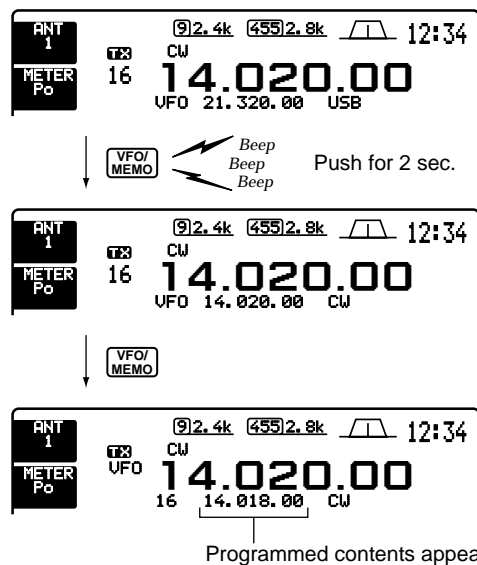 ANT 9 2.4k 455 2.8k 12:34
1 TX CW
METER 16 14.020.00
Po VFO 21.320.00 USB
VFO/ Beep
MEMO Beep Push for 2 sec.
Beep
ANT 9 2.4k 455 2.8k 12:34
1 TX CW
METER 16 14.020.00
Po VFO 14.020.00 CW
VFO/
MEMO
ANT 9 2.4k 455 2.8k 12:34
1 TX CW
METER VFO 14.020.00
Po 16 14.018.00 CW
Programmed contents appea